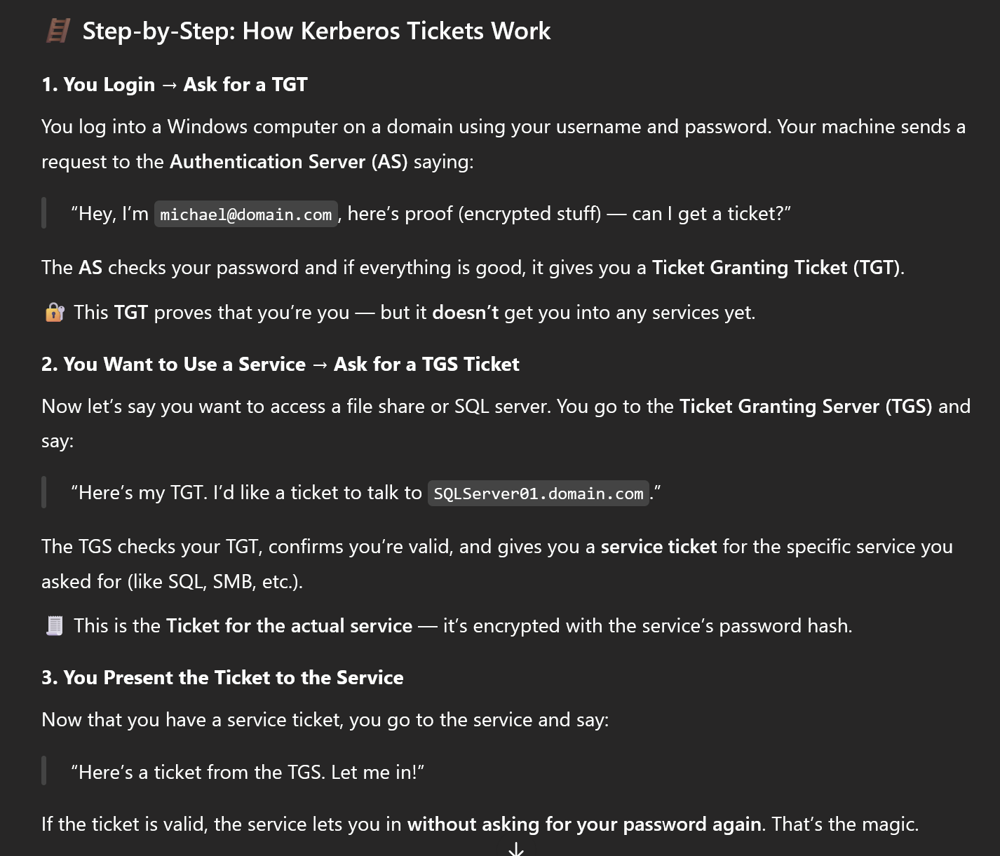 Step-by-Step: How Kerberos Tickets Work
1. You Login → Ask for a TGT
You log into a Windows computer on a domain using your username and password. Your machine sends a
request to the Authentication Server (AS) saying:
“Hey, I’m michael@domain.com, here’s proof (encrypted stuff) — can I get a ticket?”
The AS checks your password and if everything is good, it gives you a Ticket Granting Ticket (TGT).
This TGT proves that you’re you — but it doesn’t get you into any services yet.
2. You Want to Use a Service → Ask for a TGS Ticket
Now let’s say you want to access a file share or SQL server. You go to the Ticket Granting Server (TGS) and
say:
“Here’s my TGT. I’d like a ticket to talk to SQLServer01.domain.com.”
The TGS checks your TGT, confirms you’re valid, and gives you a service ticket for the specific service you
asked for (like SQL, SMB, etc.).
This is the Ticket for the actual service — it’s encrypted with the service’s password hash.
3. You Present the Ticket to the Service
Now that you have a service ticket, you go to the service and say:
“Here’s a ticket from the TGS. Let me in!”
If the ticket is valid, the service lets you in without asking for your password again. That’s the magic.